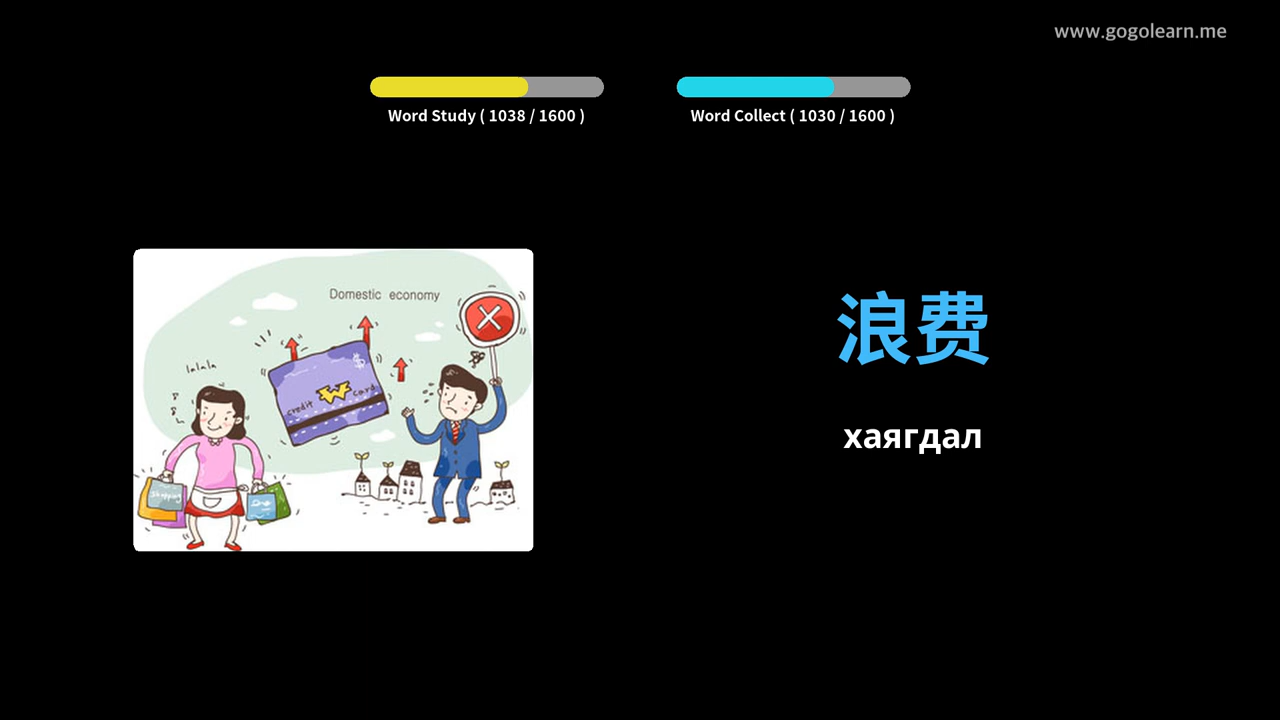 www.gogolearn.me
Word Study ( 1038 / 1600 )
Word Collect ( 1030 / 1600 )
Domestic economy
lalala
credit card
Shopping
浪费
хаягдал